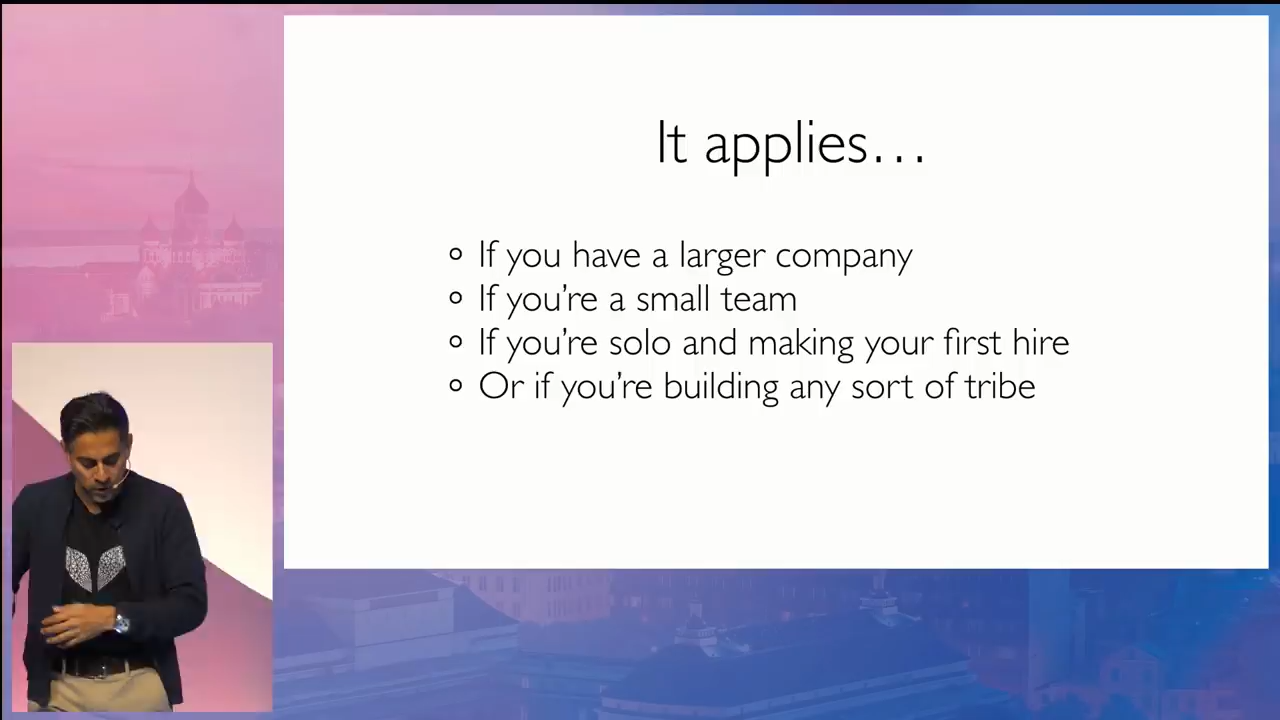 It applies…
If you have a larger company
If you’re a small team
If you’re solo and making your first hire
Or if you’re building any sort of tribe